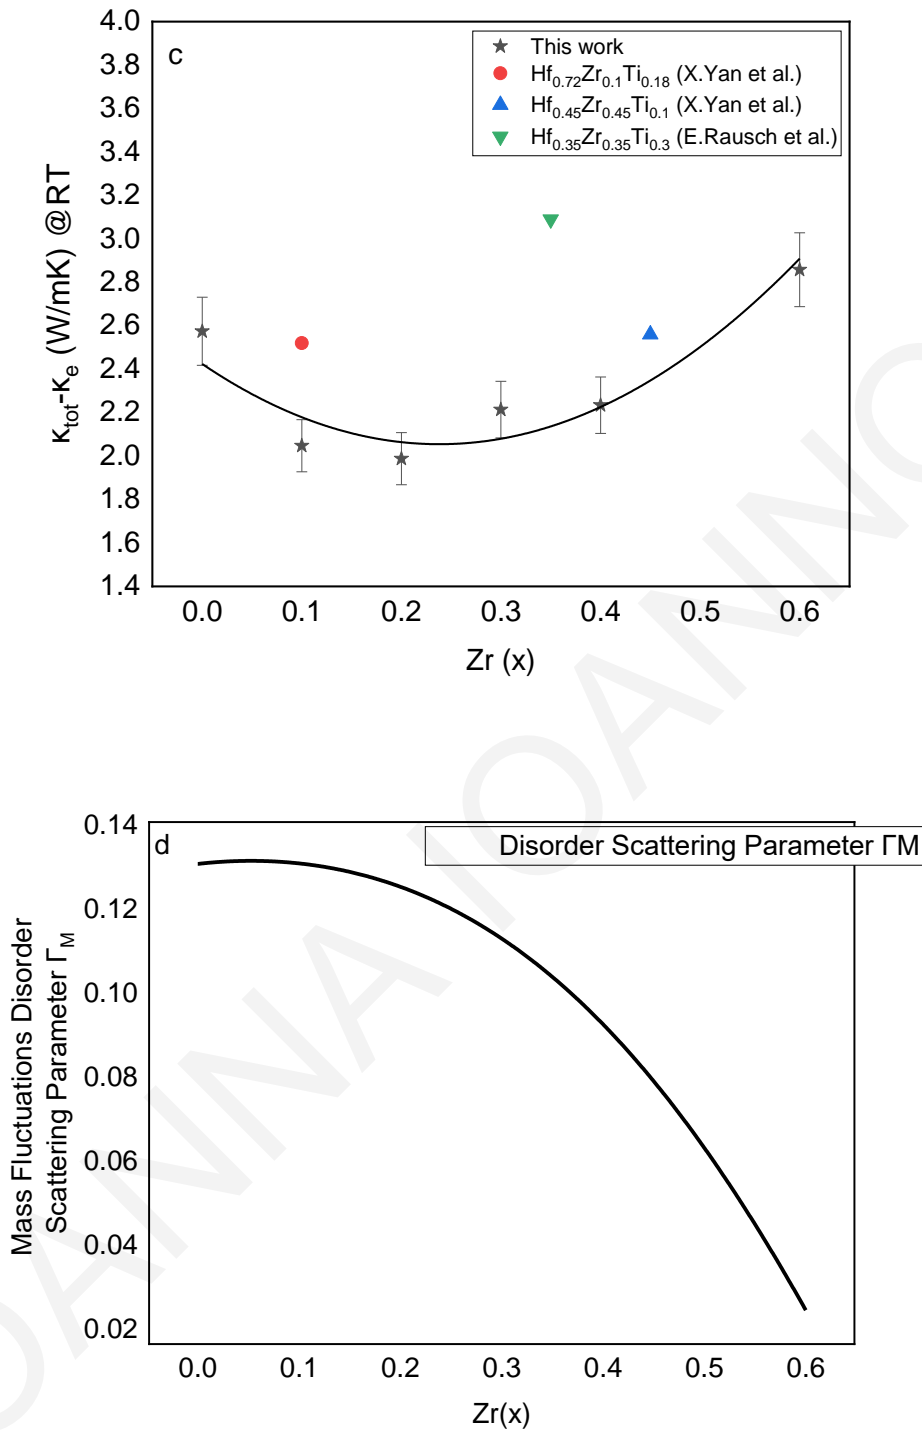 4.0
c
This work
3.8
Hf0.72Zr0.1Ti0.18 (X.Yan et al.)
3.6
Hf0.45Zr0.45Ti0.1 (X.Yan et al.)
3.4
Hf0.35Zr0.35Ti0.3 (E.Rausch et al.)
3.2
3.0
2.8
2.6
2.4
2.2
2.0
1.8
1.6
1.4
κtot-κe (W/mK) @RT
0.0 0.1 0.2 0.3 0.4 0.5 0.6
Zr (x)
0.14
d
Disorder Scattering Parameter ΓM
0.12
0.10
0.08
0.06
0.04
0.02
Mass Fluctuations Disorder
Scattering Parameter ΓM
0.0 0.1 0.2 0.3 0.4 0.5 0.6
Zr(x)
OANNA IOANNO